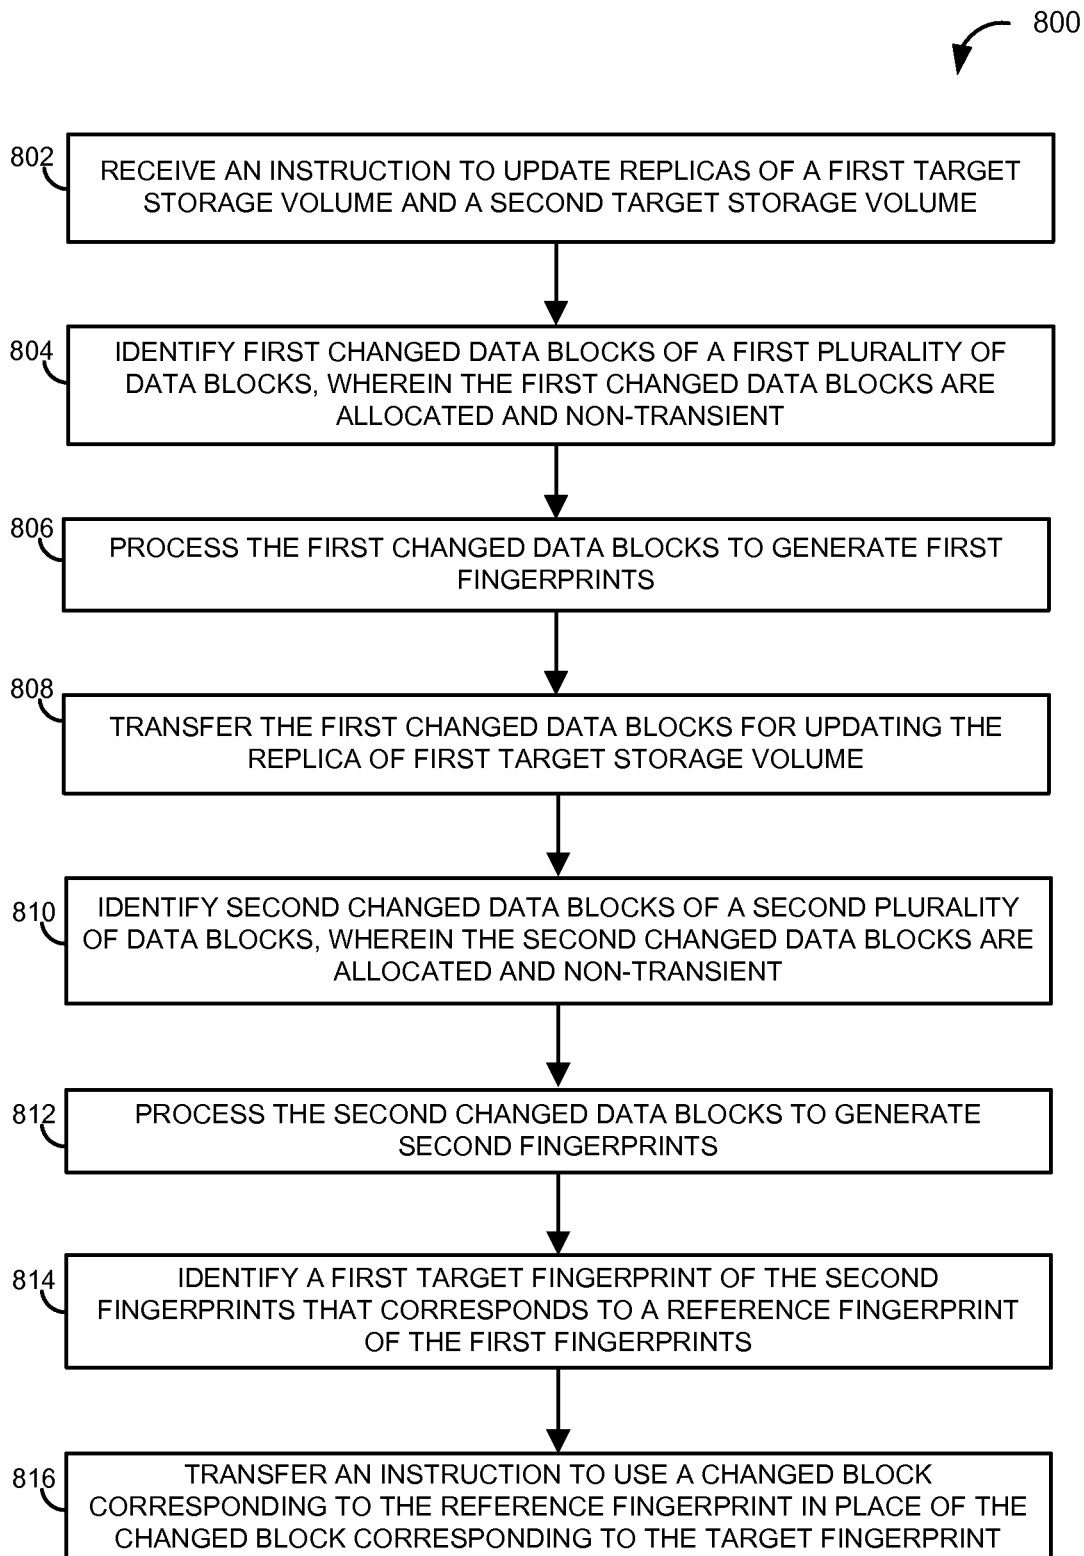 800
802
RECEIVE AN INSTRUCTION TO UPDATE REPLICAS OF A FIRST TARGET
STORAGE VOLUME AND A SECOND TARGET STORAGE VOLUME
804
IDENTIFY FIRST CHANGED DATA BLOCKS OF A FIRST PLURALITY OF
DATA BLOCKS, WHEREIN THE FIRST CHANGED DATA BLOCKS ARE
ALLOCATED AND NON-TRANSIENT
806
PROCESS THE FIRST CHANGED DATA BLOCKS TO GENERATE FIRST
FINGERPRINTS
808
TRANSFER THE FIRST CHANGED DATA BLOCKS FOR UPDATING THE
REPLICA OF FIRST TARGET STORAGE VOLUME
810
IDENTIFY SECOND CHANGED DATA BLOCKS OF A SECOND PLURALITY
OF DATA BLOCKS, WHEREIN THE SECOND CHANGED DATA BLOCKS ARE
ALLOCATED AND NON-TRANSIENT
812
PROCESS THE SECOND CHANGED DATA BLOCKS TO GENERATE
SECOND FINGERPRINTS
814
IDENTIFY A FIRST TARGET FINGERPRINT OF THE SECOND
FINGERPRINTS THAT CORRESPONDS TO A REFERENCE FINGERPRINT
OF THE FIRST FINGERPRINTS
816
TRANSFER AN INSTRUCTION TO USE A CHANGED BLOCK
CORRESPONDING TO THE REFERENCE FINGERPRINT IN PLACE OF THE
CHANGED BLOCK CORRESPONDING TO THE TARGET FINGERPRINT